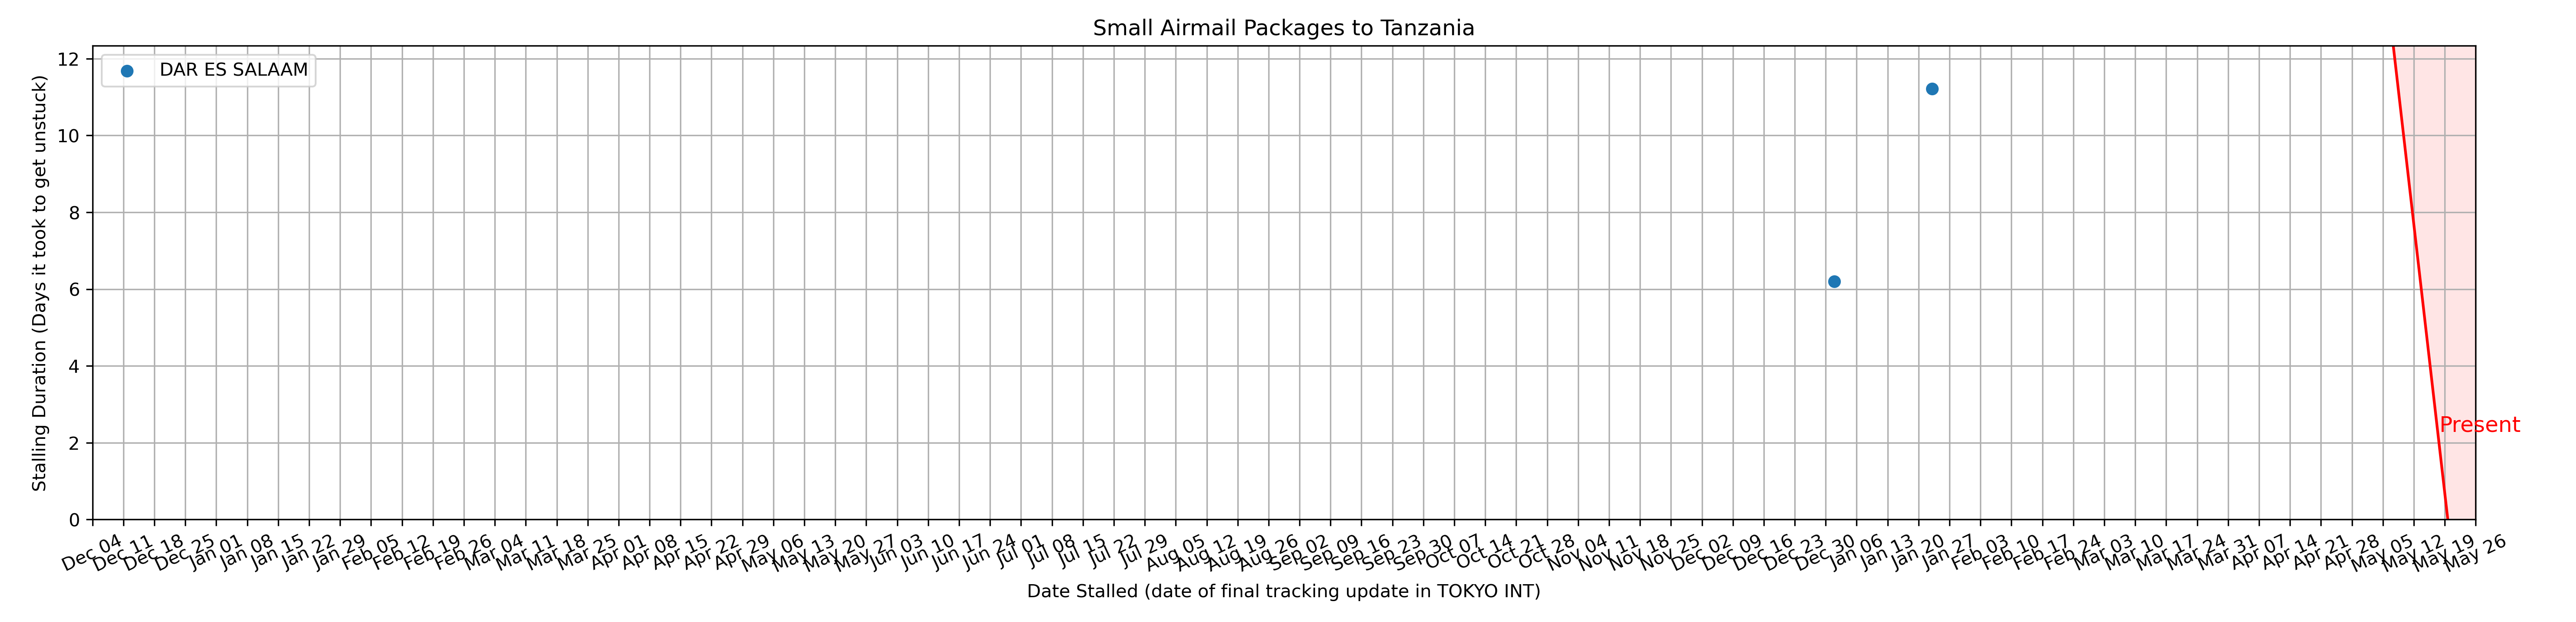 Small Airmail Packages to Tanzania
DAR ES SALAAM
Stalling Duration (Days it took to get unstuck)
12
10
8
6
4
2
0
Present
Dec 04 Dec 11 Dec 18 Dec 25 Jan 01 Jan 08 Jan 15 Jan 22 Jan 29 Feb 05 Feb 12 Feb 19 Feb 26 Mar 04 Mar 11 Mar 18 Mar 25 Apr 01 Apr 08 Apr 15 Apr 22 Apr 29 May 06 May 13 May 20 May 27 Jun 03 Jun 10 Jun 17 Jun 24 Jul 01 Jul 08 Jul 15 Jul 22 Jul 29 Aug 05 Aug 12 Aug 19 Aug 26 Sep 02 Sep 09 Sep 16 Sep 23 Sep 30 Oct 07 Oct 14 Oct 21 Oct 28 Nov 04 Nov 11 Nov 18 Nov 25 Dec 02 Dec 09 Dec 16 Dec 23 Dec 30 Jan 06 Jan 13 Jan 20 Jan 27 Feb 03 Feb 10 Feb 17 Feb 24 Mar 03 Mar 10 Mar 17 Mar 24 Mar 31 Apr 07 Apr 14 Apr 21 Apr 28 May 05 May 12 May 19 May 26
Date Stalled (date of final tracking update in TOKYO INT)